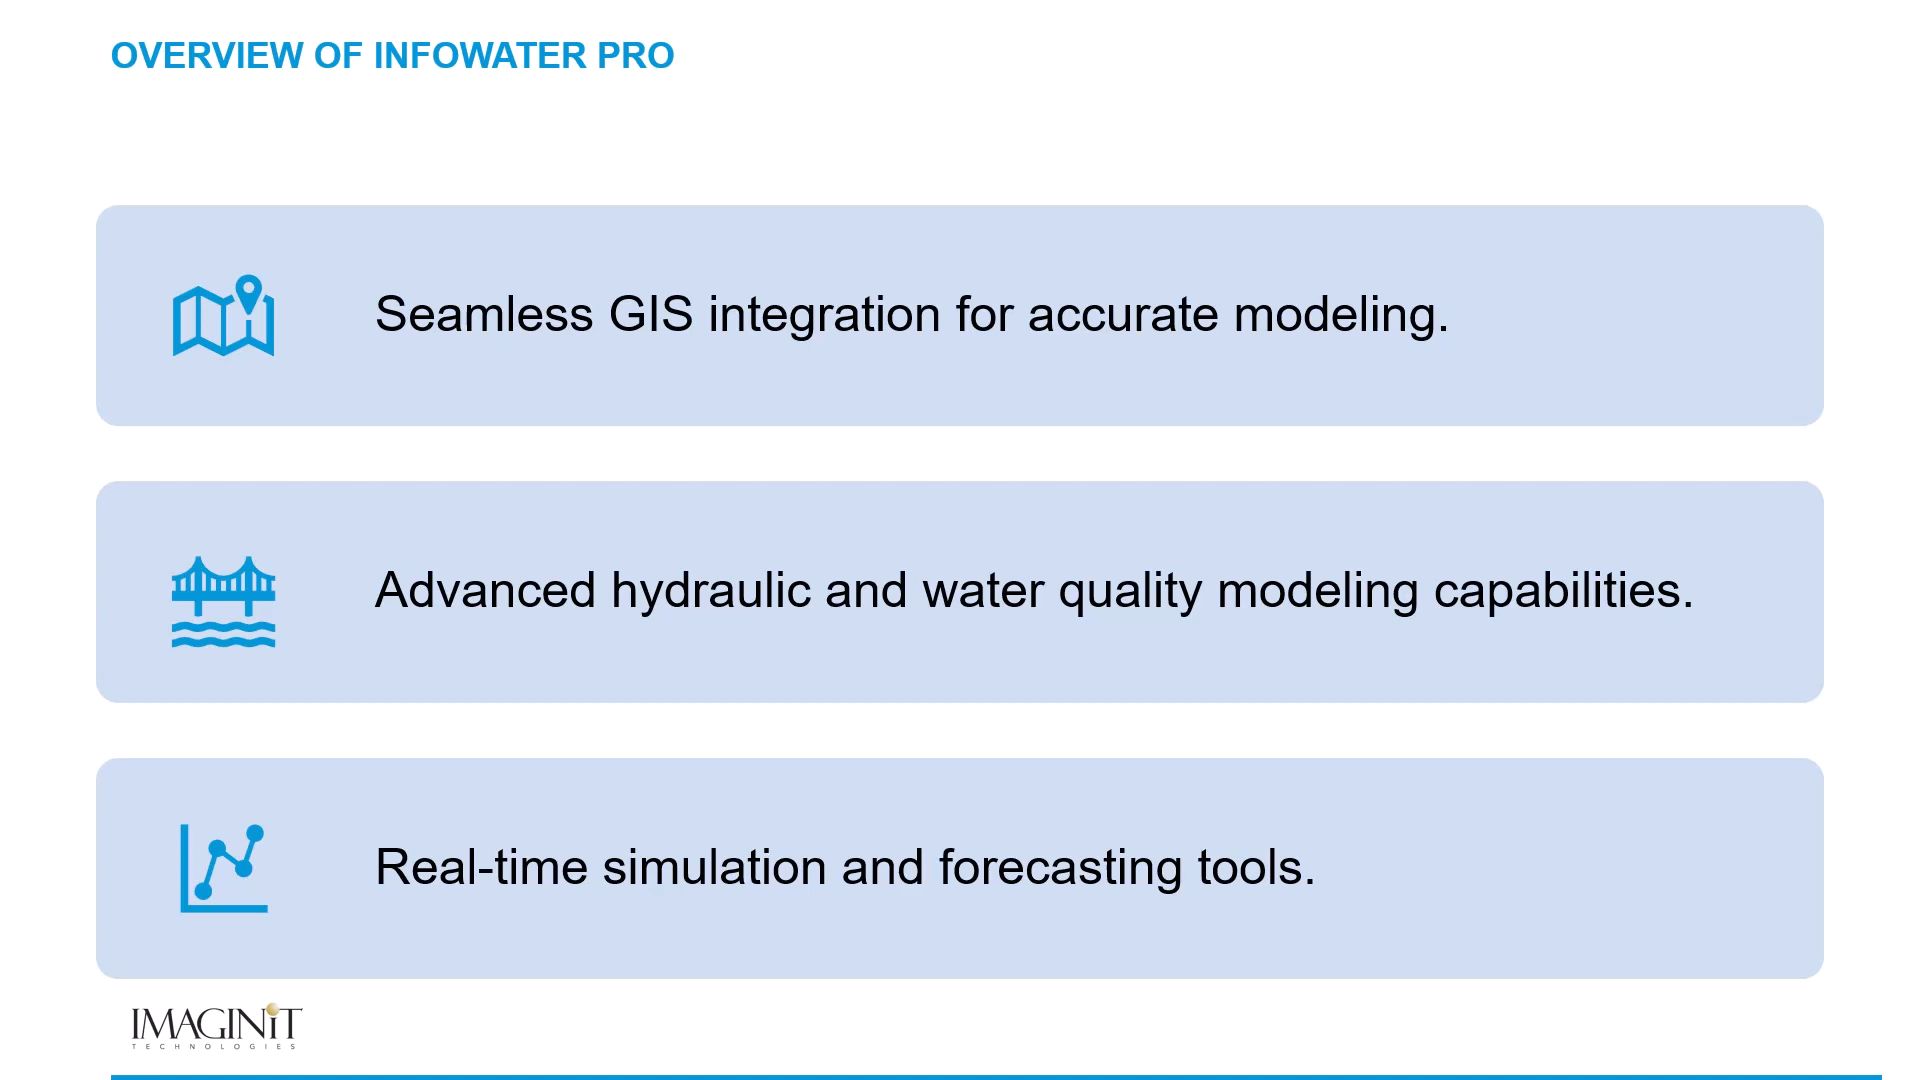 OVERVIEW OF INFOWATER PRO
Seamless GIS integration for accurate modeling.
Advanced hydraulic and water quality modeling capabilities.
Real-time simulation and forecasting tools.
IMAGINiT
TECHNOLOGIES